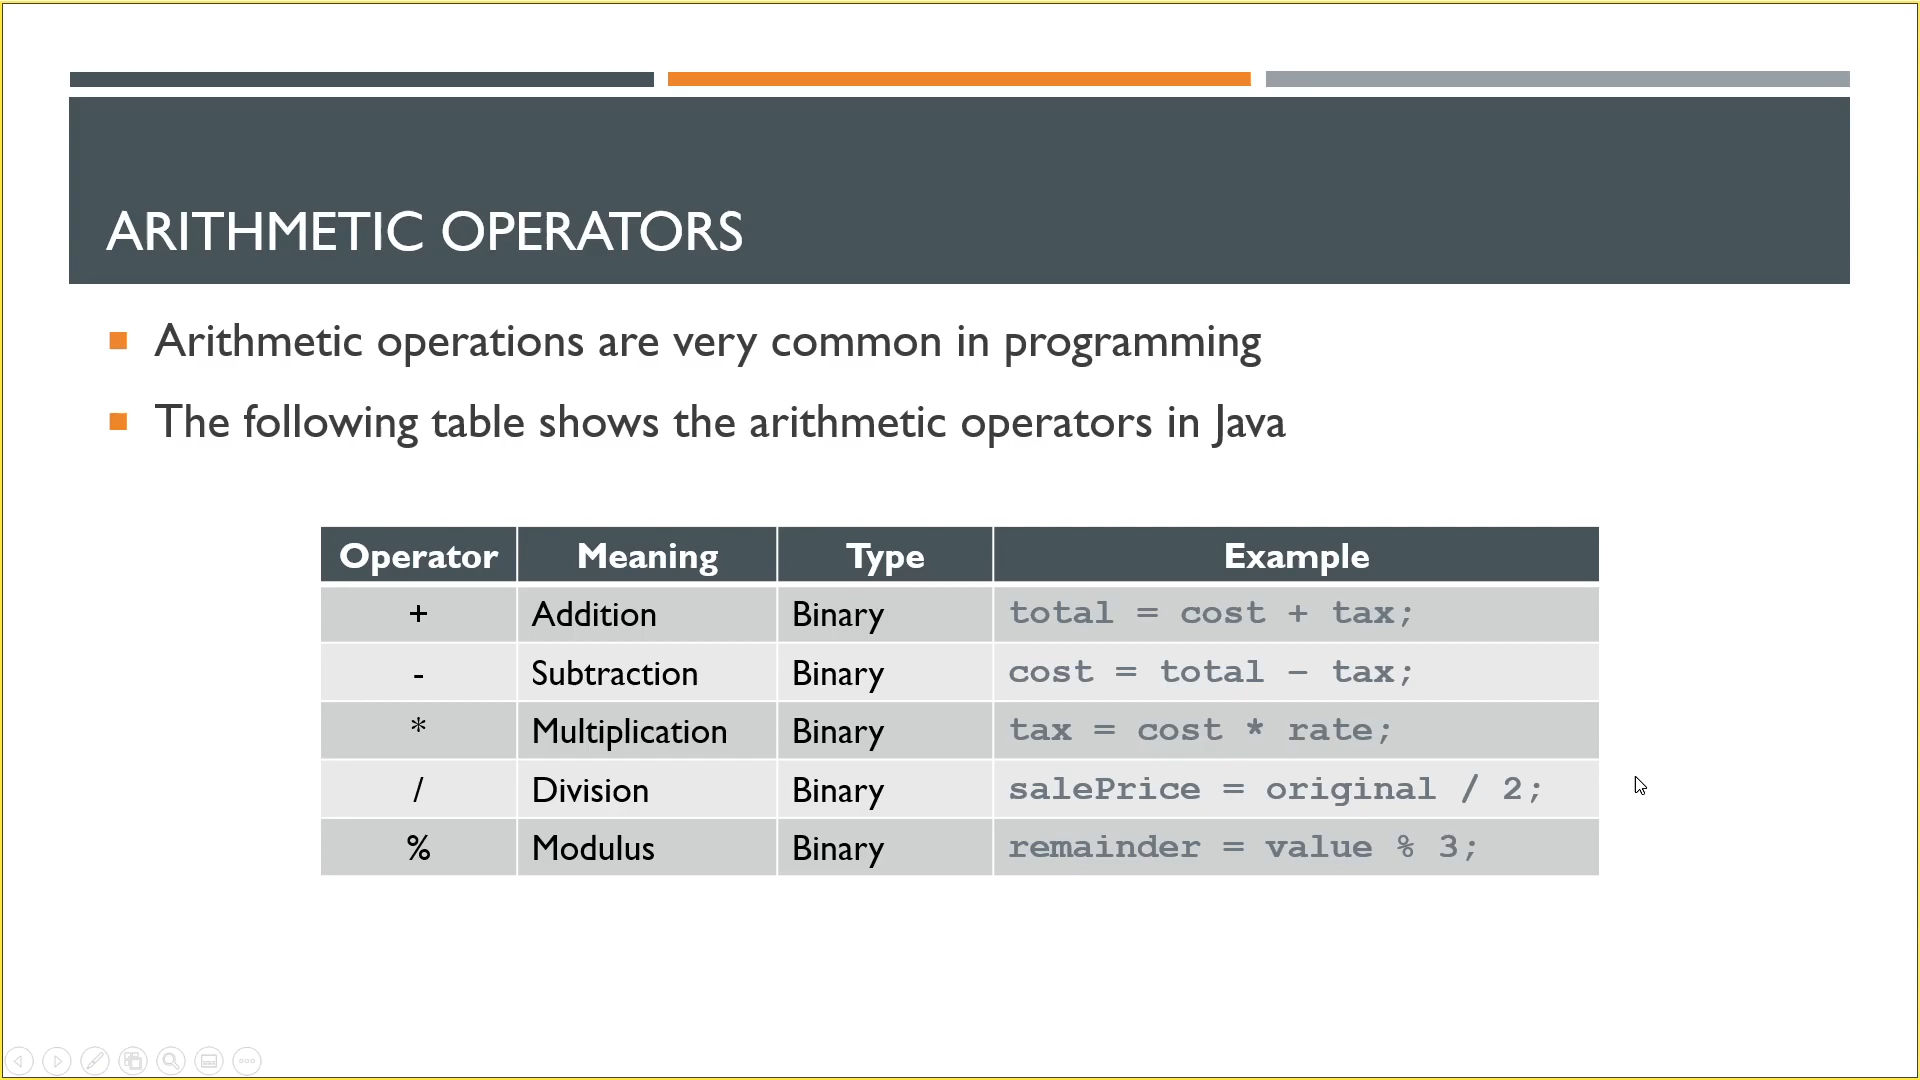 ARITHMETIC OPERATORS
Arithmetic operations are very common in programming
The following table shows the arithmetic operators in Java
Operator Meaning Type Example
+ Addition Binary total = cost + tax;
- Subtraction Binary cost = total – tax;
* Multiplication Binary tax = cost * rate;
/ Division Binary salePrice = original / 2;
% Modulus Binary remainder = value % 3;